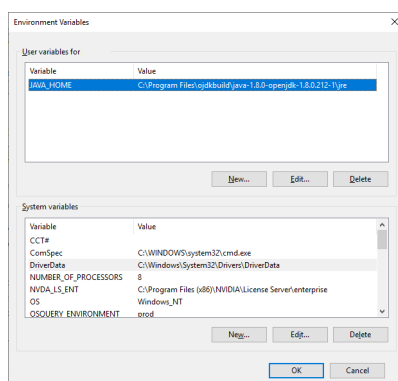 Environment Variables
User variables for
Variable Value
JAVA_HOME C:\Program Files\ojdkbuild\java-1.8.0-openjdk-1.8.0.212-1\jre
New... Edit... Delete
System variables
Variable Value
CCT#
ComSpec C:\WINDOWS\system32\cmd.exe
DriverData C:\Windows\System32\Drivers\DriverData
NUMBER_OF_PROCESSORS 8
NVDA_LS_ENT C:\Program Files (x86)\NVIDIA\License Server\enterprise
OS Windows_NT
OSQUERY_ENVIRONMENT prod
New... Edit... Delete
OK Cancel